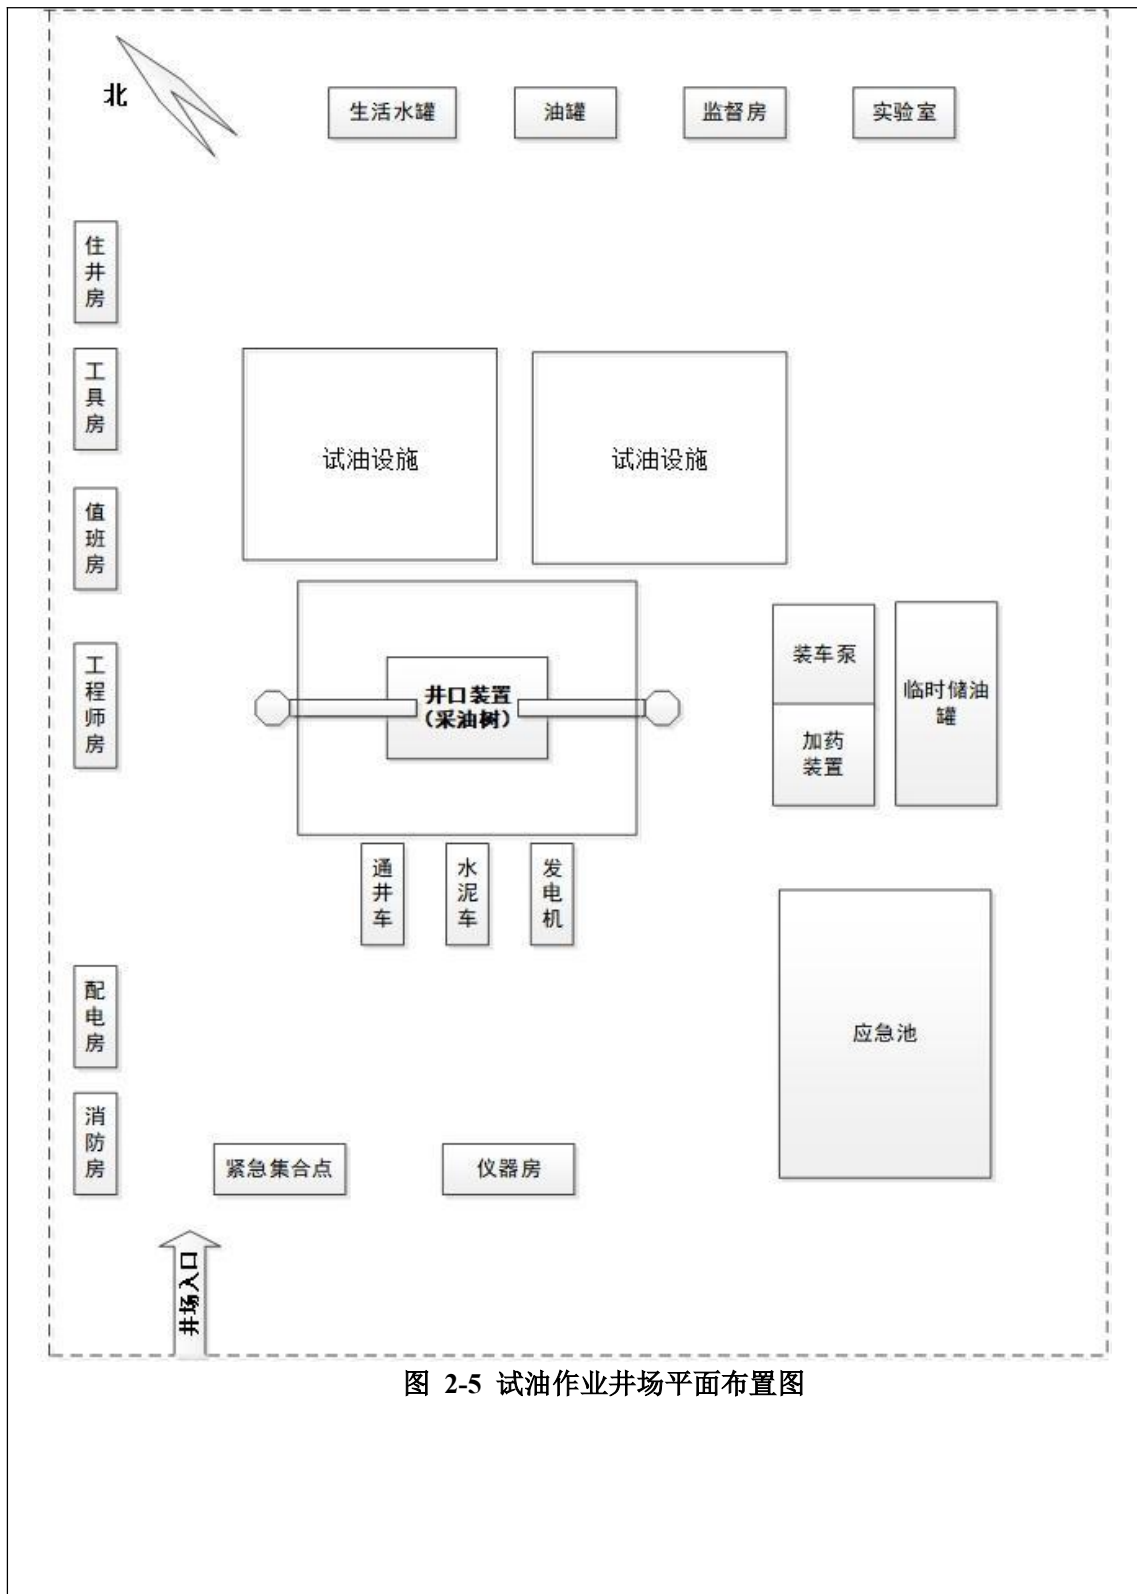 北
生活水罐
油罐
监督房
实验室
住井房
工具房
值班房
工程师房
配电房
消防房
试油设施
试油设施
井口装置
（采油树）
装车泵
加药
装置
临时储油
罐
通井车
水泥车
发电机
应急池
紧急集合点
仪器房
井场入口
图 2-5 试油作业井场平面布置图